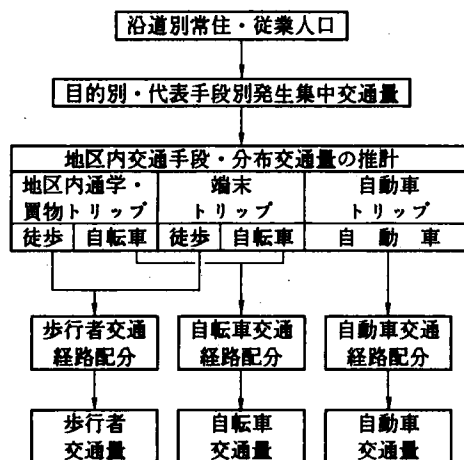 沿道別常住・従業人口
目的別・代表手段別発生集中交通量
地区内交通手段・分布交通量の推計
地区内通学・
買物トリップ
端末
トリップ
自動車
トリップ
徒歩
自転車
徒歩
自転車
自動車
歩行者交通
経路配分
自転車交通
経路配分
自動車交通
経路配分
歩行者
交通量
自転車
交通量
自動車
交通量